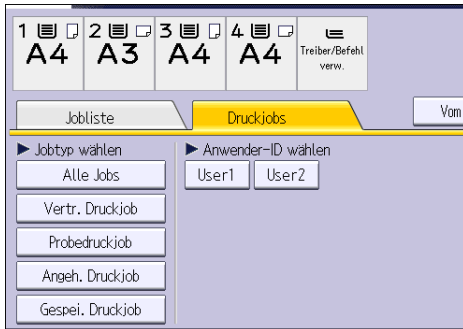 1 2 3 4
A4 A3 A4 A4 Treiber/Befehl
verw.
Jobliste Druckjobs Vom
Jobtyp wählen Anwender-ID wählen
Alle Jobs User1 User2
Vertr. Druckjob
Probedruckjob
Angeh. Druckjob
Gespei. Druckjob